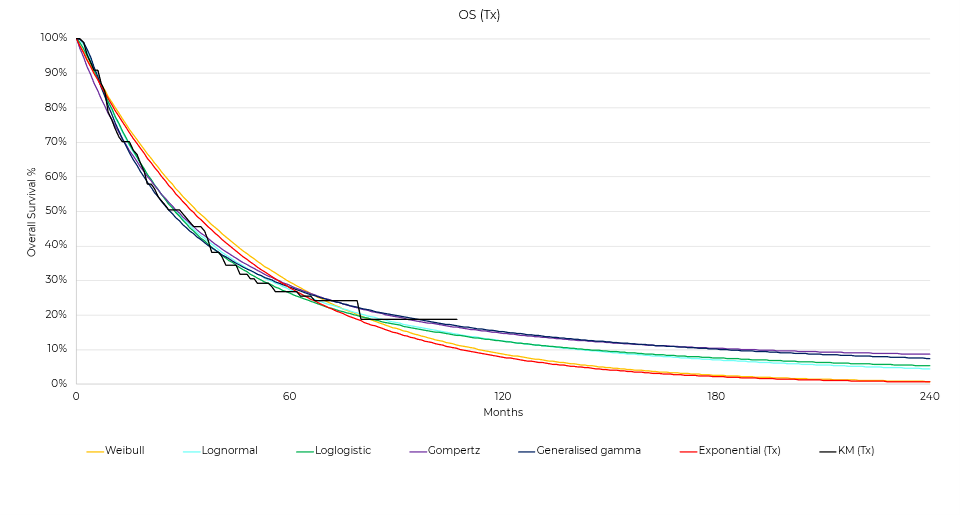 OS (Tx)
100%
90%
80%
70%
60%
50%
40%
30%
20%
10%
0%
Overall Survival %
0 60 120 180 240
Months
Weibull Lognormal Loglogistic Gompertz Generalised gamma Exponential (Tx) KM (Tx)